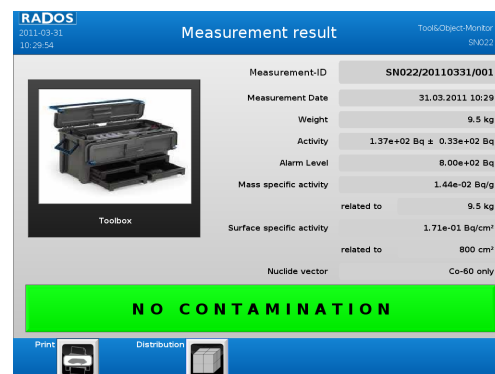 RADOS
2011-03-31
10:29:54
Measurement result
Tool&Object-Monitor
SN022
Measurement-ID SN022/20110331/001
Measurement Date 31.03.2011 10:29
Weight 9.5 kg
Activity 1.37e+02 Bq ± 0.33e+02 Bq
Alarm Level 8.00e+02 Bq
Mass specific activity 1.44e-02 Bq/g
related to 9.5 kg
Toolbox
Surface specific activity 1.71e-01 Bq/cm²
related to 800 cm²
Nuclide vector Co-60 only
NO CONTAMINATION
Print Distribution